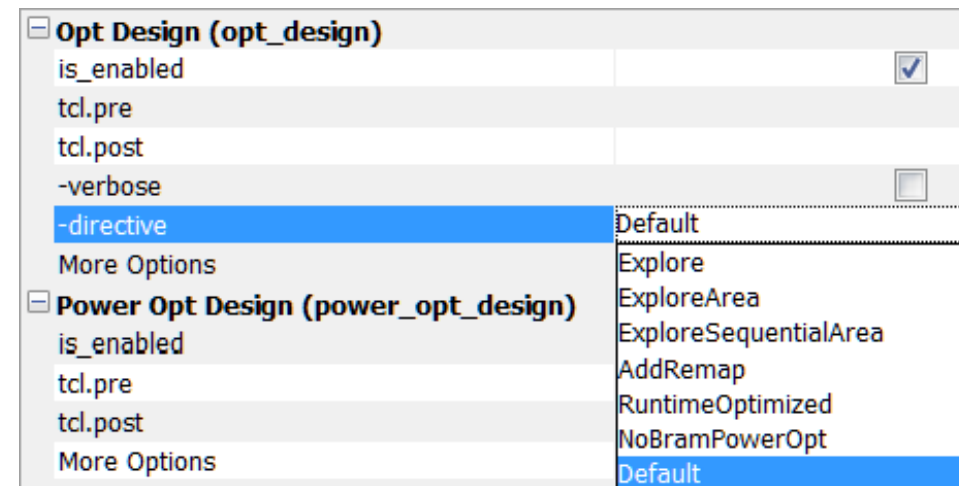 Opt Design (opt_design)
is_enabled
tcl.pre
tcl.post
-verbose
-directive Default
More Options Explore
ExploreArea
Power Opt Design (power_opt_design)
ExploreSequentialArea
is_enabled
AddRemap
tcl.pre
RuntimeOptimized
tcl.post
NoBramPowerOpt
More Options
Default